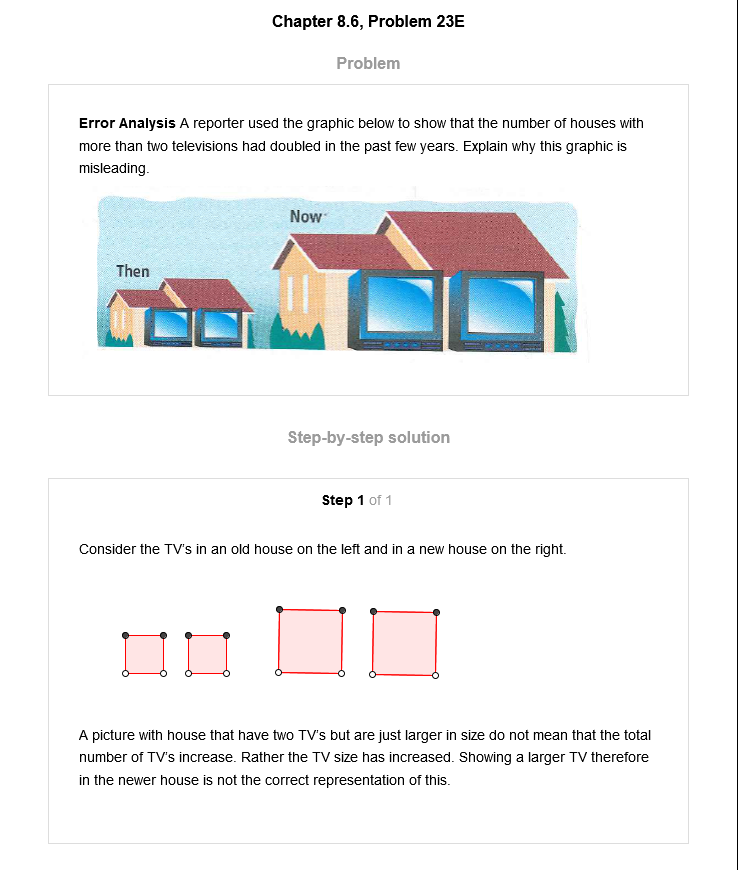 Chapter 8.6, Problem 23E
Problem
Error Analysis A reporter used the graphic below to show that the number of houses with
more than two televisions had doubled in the past few years. Explain why this graphic is
misleading.
Now
Then
Step-by-step solution
Step 1 of 1
Consider the TV's in an old house on the left and in a new house on the right.
A picture with house that have two TV's but are just larger in size do not mean that the total
number of TV's increase. Rather the TV size has increased. Showing a larger TV therefore
in the newer house is not the correct representation of this.